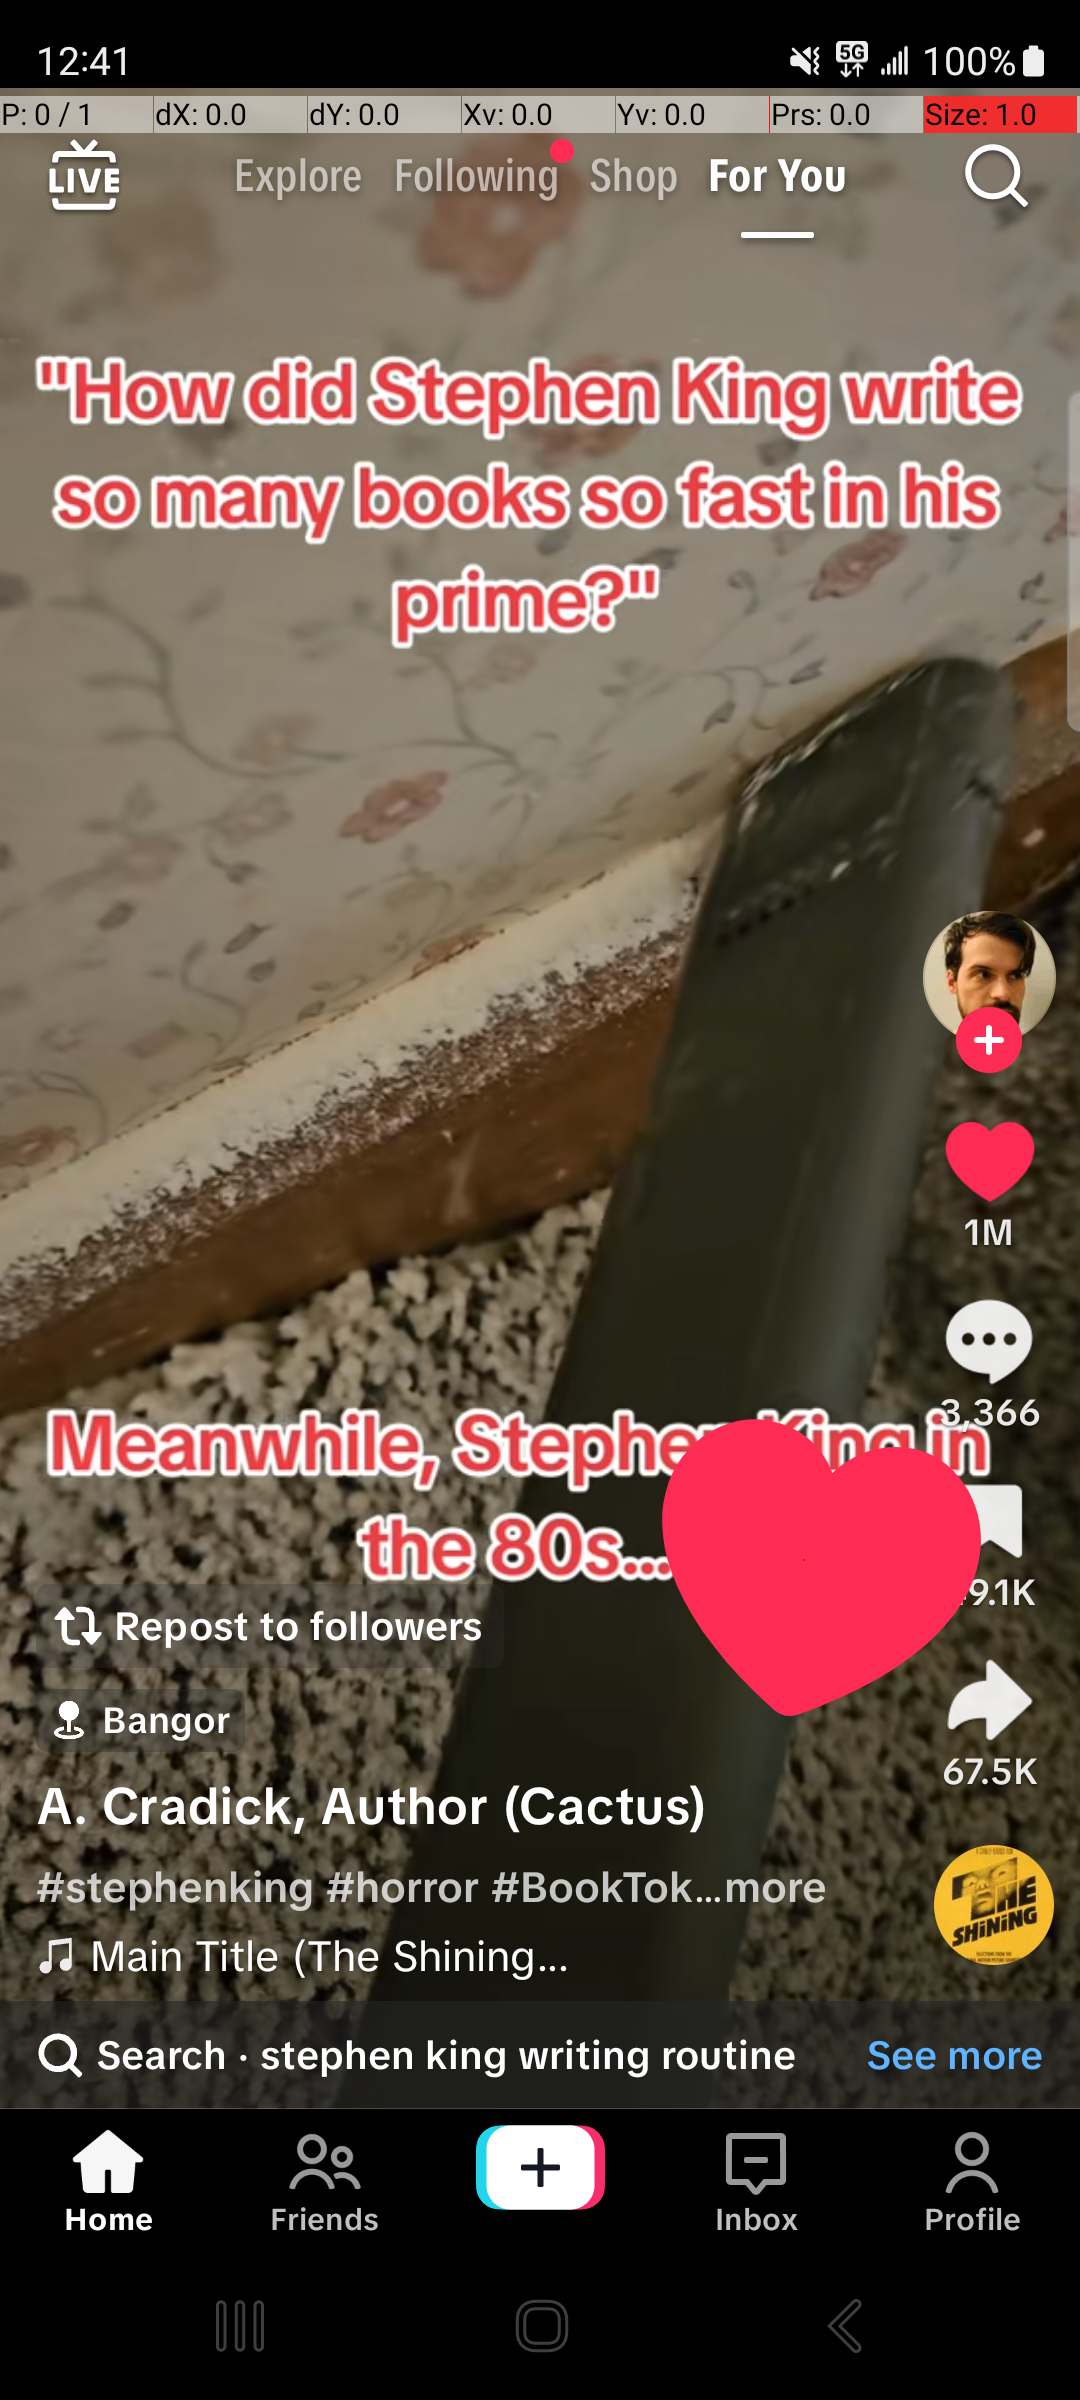 12:41
5G
100%
P: 0 / 1
dX: 0.0
dY: 0.0
Xv: 0.0
Yv: 0.0
Prs: 0.0
Size: 1.0
LIVE
Explore
Following
Shop
For You
"How did Stephen King write
so many books so fast in his
prime?"
1M
3,366
Meanwhile, Stephen King in
the 80s...
9.1K
Repost to followers
Bangor
67.5K
A. Cradick, Author (Cactus)
#stephenking #horror #BookTok...more
THE
SHiNiNG
Main Title (The Shining...
Search · stephen king writing routine
See more
Home
Friends
Inbox
Profile